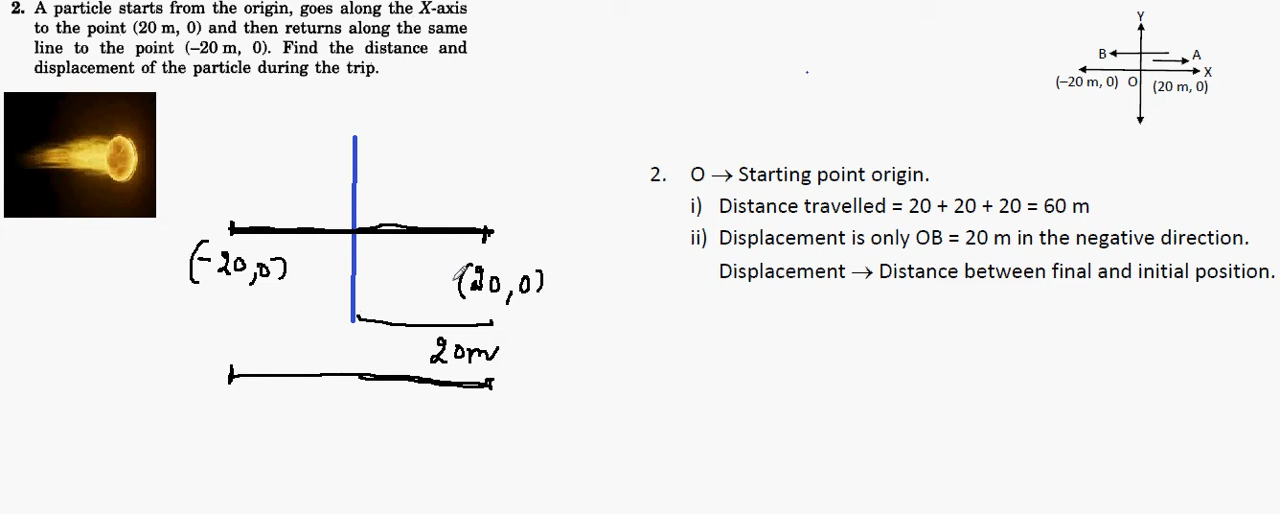 2. A particle starts from the origin, goes along the X-axis
to the point (20 m, 0) and then returns along the same
line to the point (–20 m, 0). Find the distance and
displacement of the particle during the trip.
Y
B
A
X
(–20 m, 0) O (20 m, 0)
2. O → Starting point origin.
i) Distance travelled = 20 + 20 + 20 = 60 m
ii) Displacement is only OB = 20 m in the negative direction.
Displacement → Distance between final and initial position.
(-20,0)
(20,0)
20m